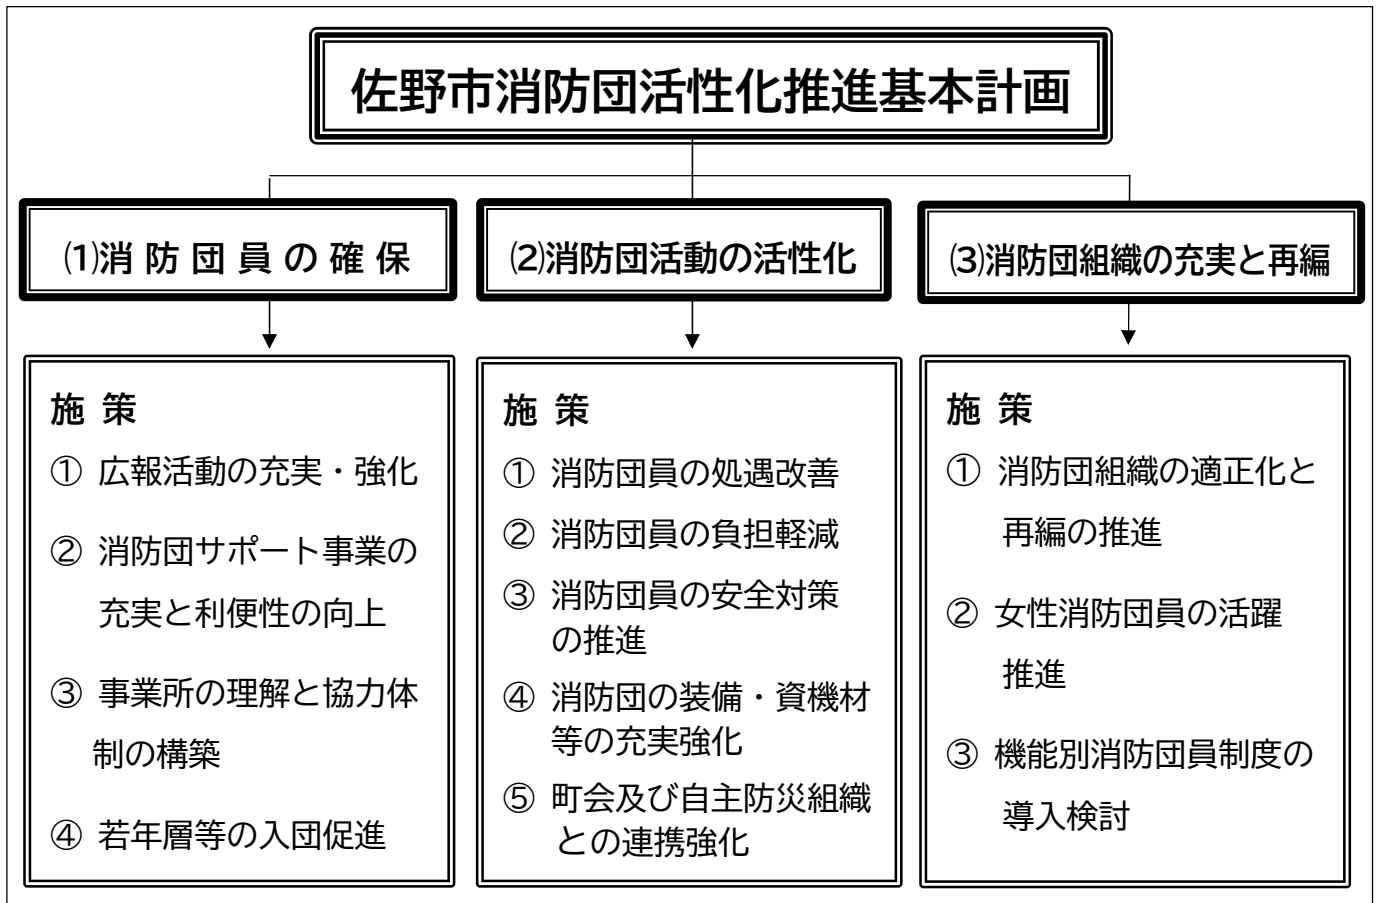 佐野市消防団活性化推進基本計画
⑴消防団員の確保
施策
① 広報活動の充実・強化
② 消防団サポート事業の
充実と利便性の向上
③ 事業所の理解と協力体
制の構築
④ 若年層等の入団促進
⑵消防団活動の活性化
施策
① 消防団員の処遇改善
② 消防団員の負担軽減
③ 消防団員の安全対策
の推進
④ 消防団の装備・資機材
等の充実強化
⑤ 町会及び自主防災組織
との連携強化
⑶消防団組織の充実と再編
施策
① 消防団組織の適正化と
再編の推進
② 女性消防団員の活躍
推進
③ 機能別消防団員制度の
導入検討